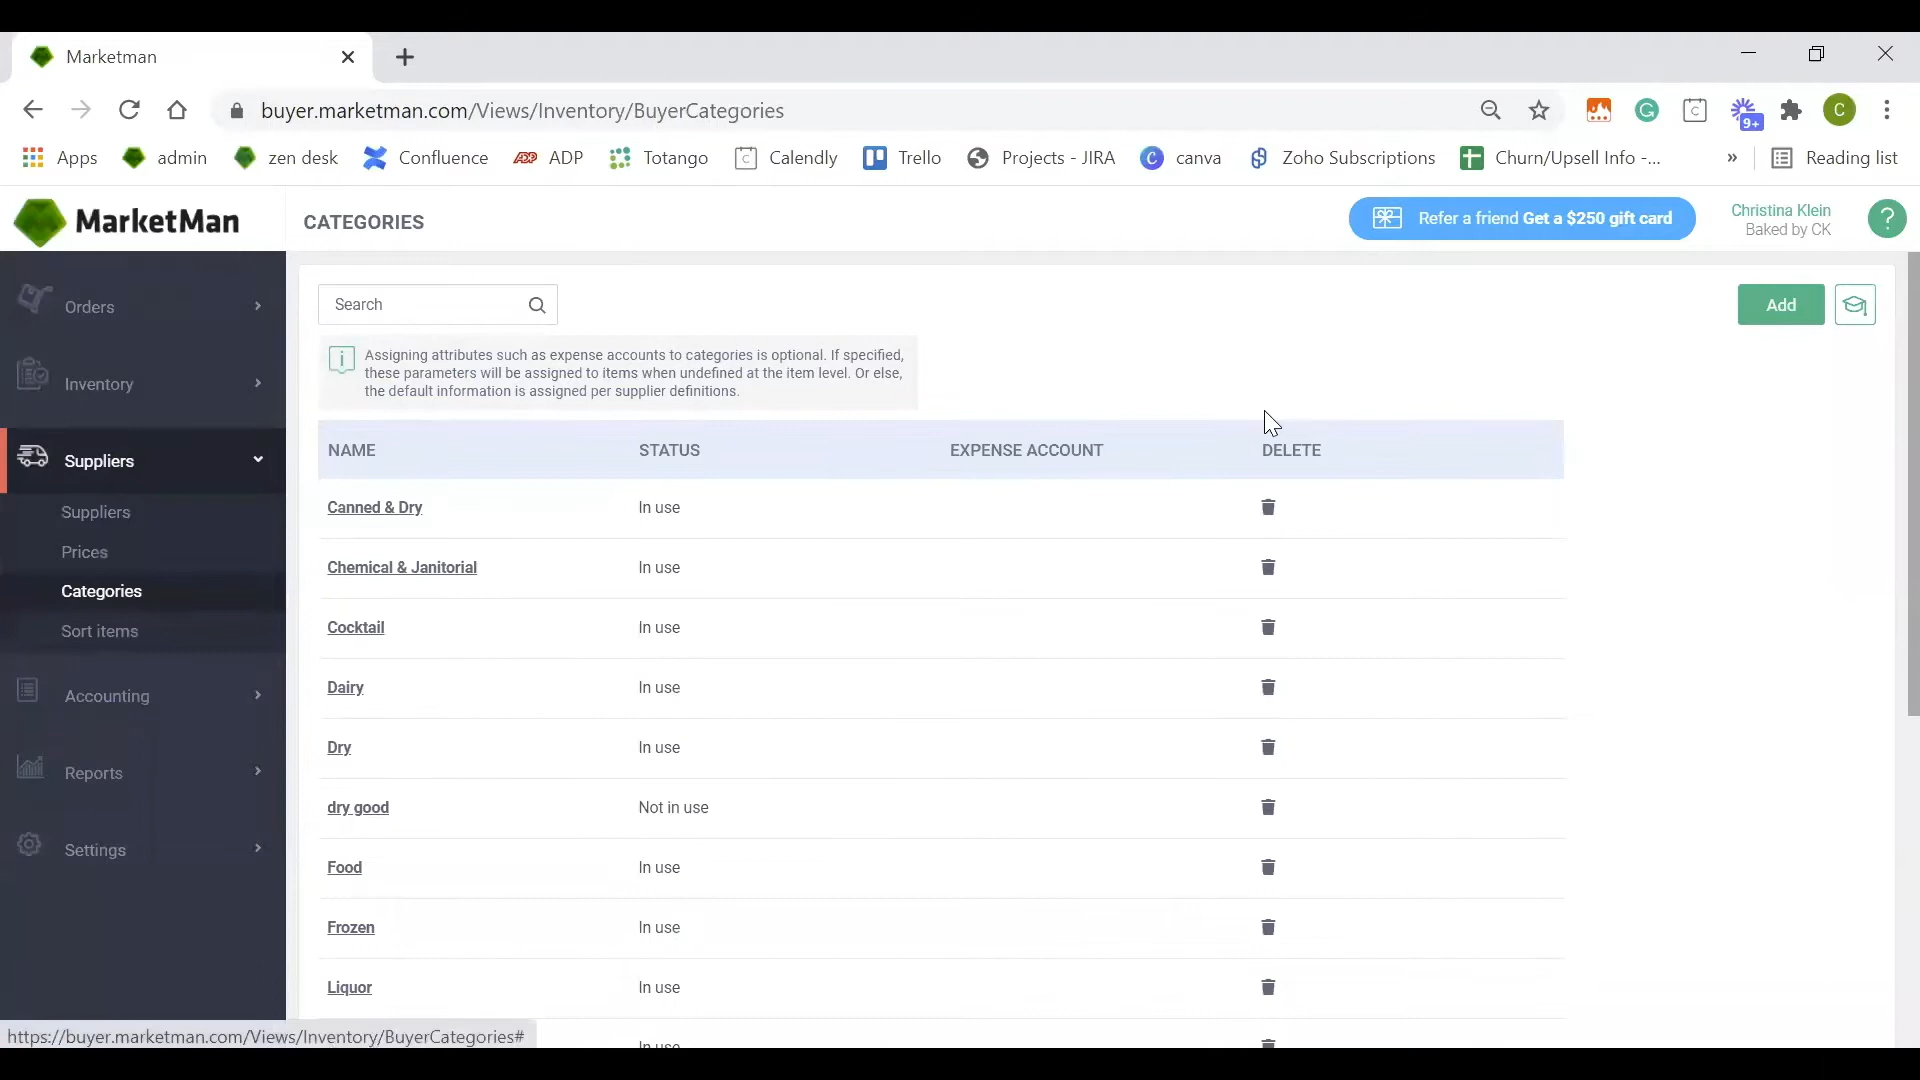 Marketman
buyer.marketman.com/Views/Inventory/BuyerCategories
9+
C
Apps
admin
zen desk
Confluence
ADP
Totango
Calendly
Trello
Projects - JIRA
canva
Zoho Subscriptions
Churn/Upsell Info -...
»
Reading list
MarketMan
CATEGORIES
Refer a friend Get a $250 gift card
Christina Klein
Baked by CK
?
Orders
Inventory
Suppliers
Suppliers
Prices
Categories
Sort items
Accounting
Reports
Settings
Search
Add
Assigning attributes such as expense accounts to categories is optional. If specified,
these parameters will be assigned to items when undefined at the item level. Or else,
the default information is assigned per supplier definitions.
NAME STATUS EXPENSE ACCOUNT DELETE
Canned & Dry In use
Chemical & Janitorial In use
Cocktail In use
Dairy In use
Dry In use
dry good Not in use
Food In use
Frozen In use
Liquor In use
In use
https://buyer.marketman.com/Views/Inventory/BuyerCategories#